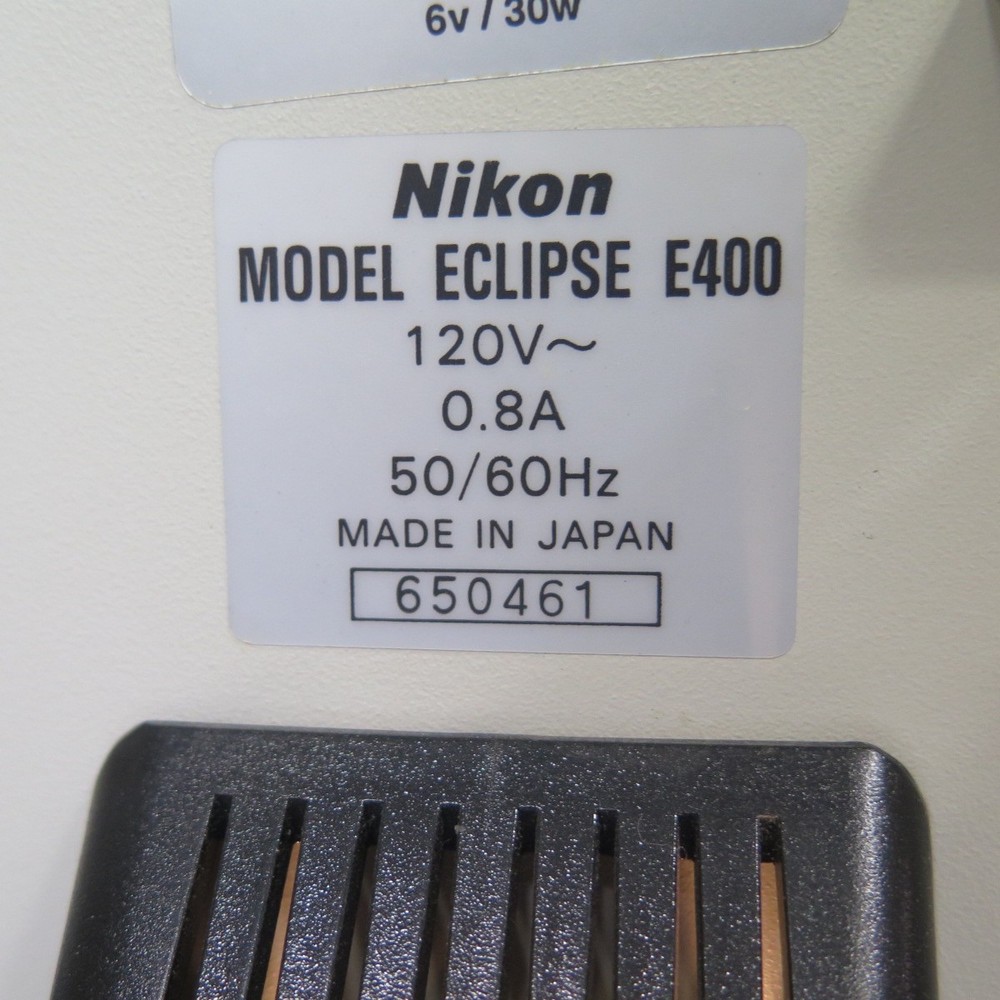 6v / 30w
Nikon
MODEL ECLIPSE E400
120V～
0.8A
50/60Hz
MADE IN JAPAN
650461